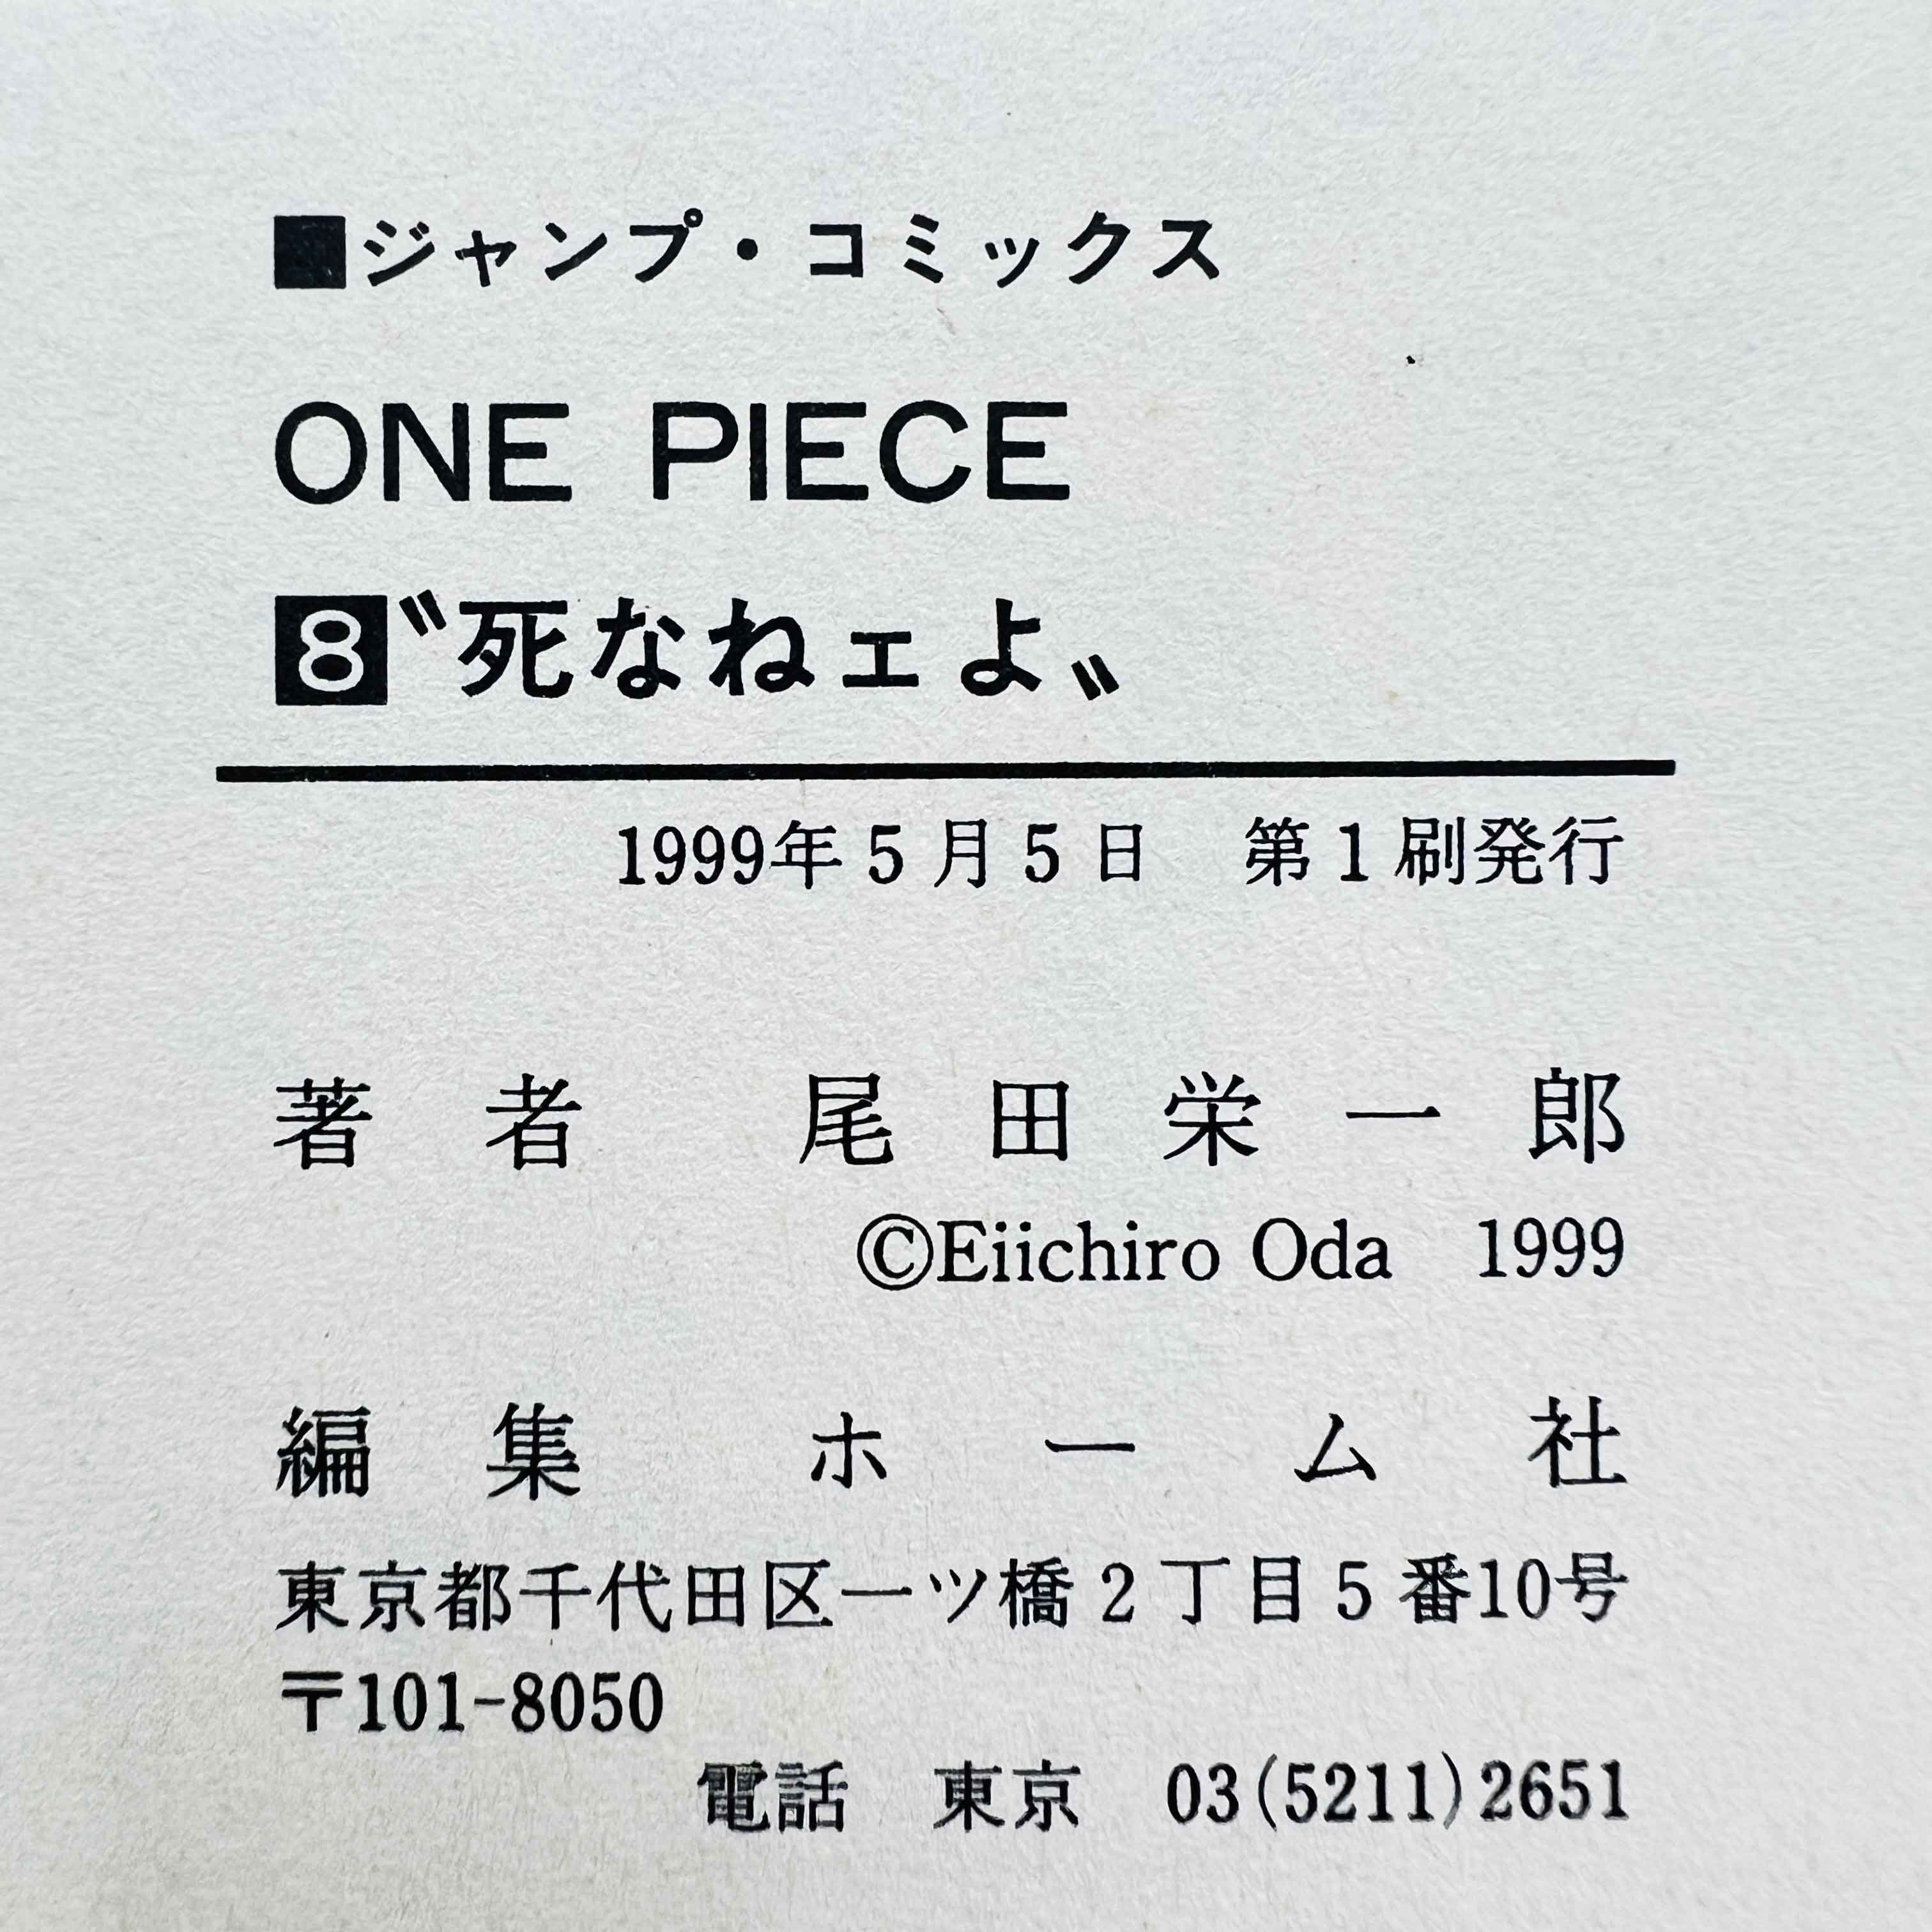 ■ジャンプ・コミックス
ONE PIECE
8〝死なねェよ〟
1999年5月5日　第1刷発行
著者　尾田栄一郎
©Eiichiro Oda　1999
編集　ホーム社
東京都千代田区一ツ橋2丁目5番10号
〒101-8050
電話　東京　03(5211)2651